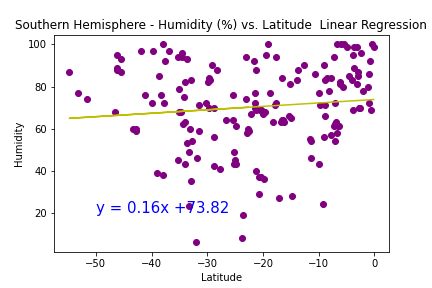 Southern Hemisphere - Humidity (%) vs. Latitude  Linear Regression
100
80
60
40
20
Humidity
y = 0.16x +73.82
−50
−40
−30
−20
−10
0
Latitude